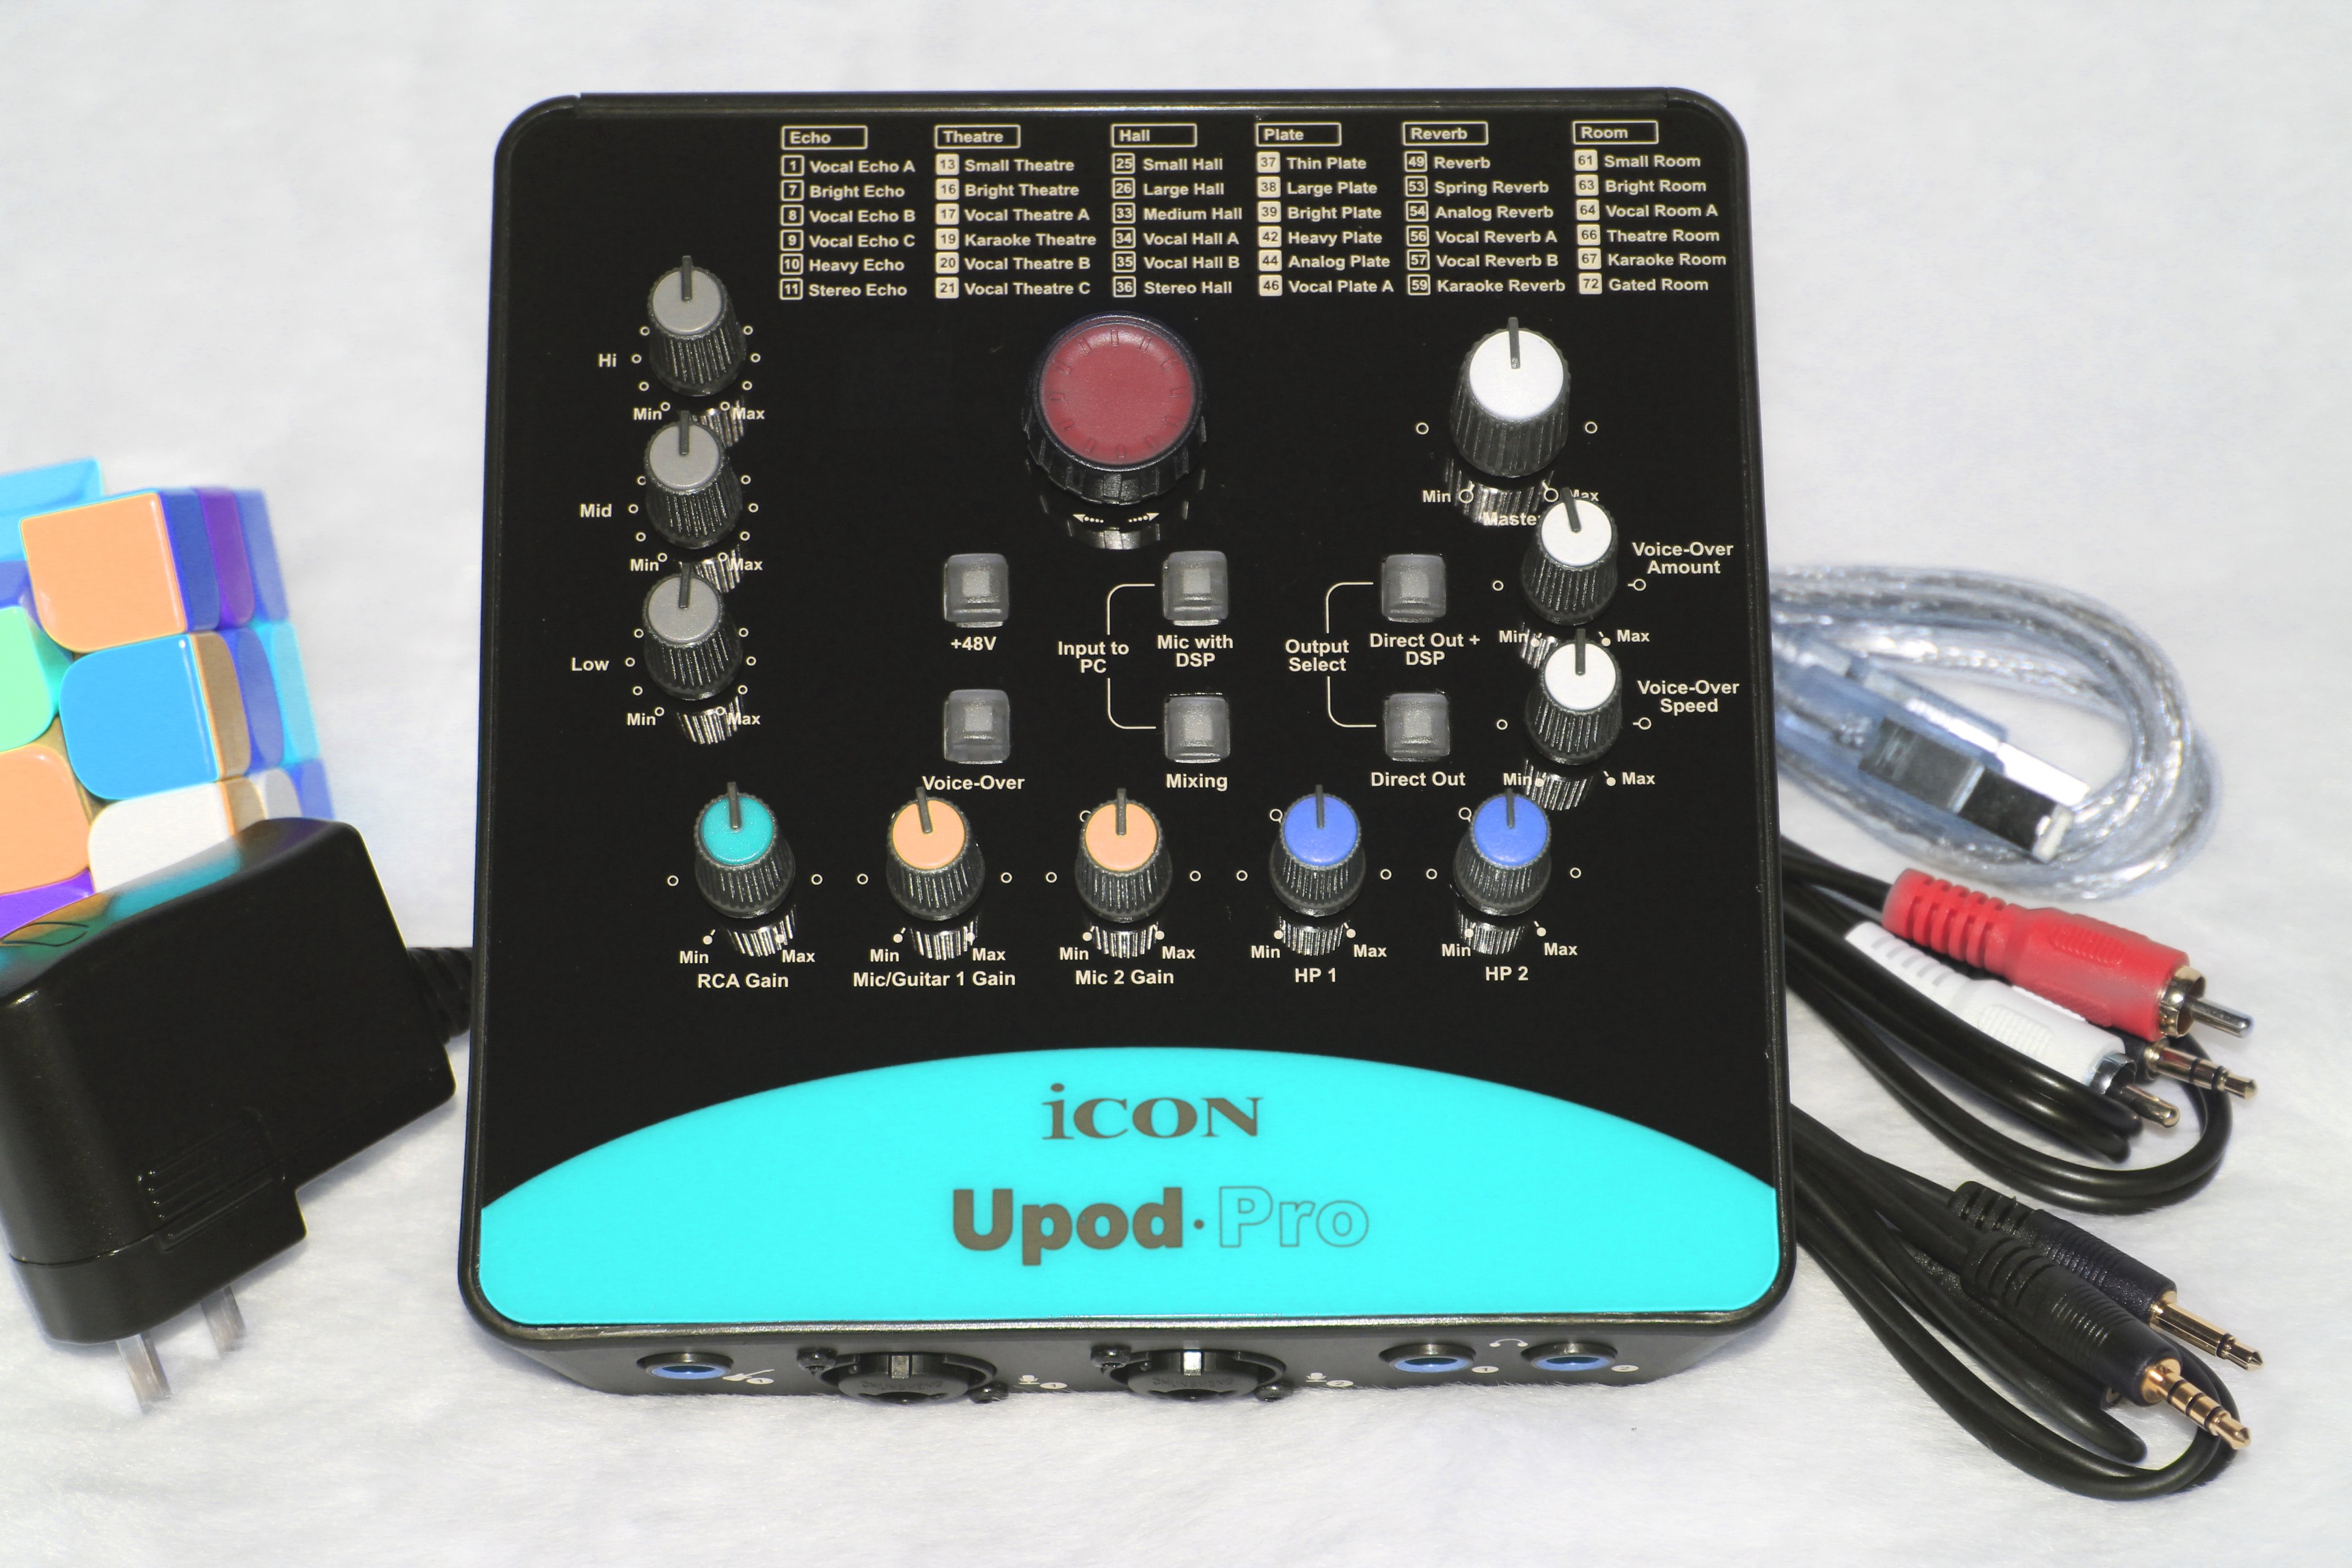 Echo
1 Vocal Echo A
7 Bright Echo
8 Vocal Echo B
9 Vocal Echo C
10 Heavy Echo
11 Stereo Echo
Theatre
13 Small Theatre
16 Bright Theatre
17 Vocal Theatre A
19 Karaoke Theatre
20 Vocal Theatre B
21 Vocal Theatre C
Hall
25 Small Hall
26 Large Hall
33 Medium Hall
34 Vocal Hall A
35 Vocal Hall B
36 Stereo Hall
Plate
37 Thin Plate
38 Large Plate
39 Bright Plate
42 Heavy Plate
44 Analog Plate
46 Vocal Plate A
Reverb
49 Reverb
53 Spring Reverb
54 Analog Reverb
56 Vocal Reverb A
57 Vocal Reverb B
59 Karaoke Reverb
Room
61 Small Room
63 Bright Room
64 Vocal Room A
66 Theatre Room
67 Karaoke Room
72 Gated Room
Hi
Min Max
Mid
Min Max
Low
Min Max
Min Max
Master
Voice-Over
Amount
Min Max
Voice-Over
Speed
Min Max
+48V
Voice-Over
Input to
PC
Mic with
DSP
Mixing
Output
Select
Direct Out +
DSP
Direct Out
Min Max
RCA Gain
Min Max
Mic/Guitar 1 Gain
Min Max
Mic 2 Gain
Min Max
HP 1
Min Max
HP 2
iCON
Upod·Pro